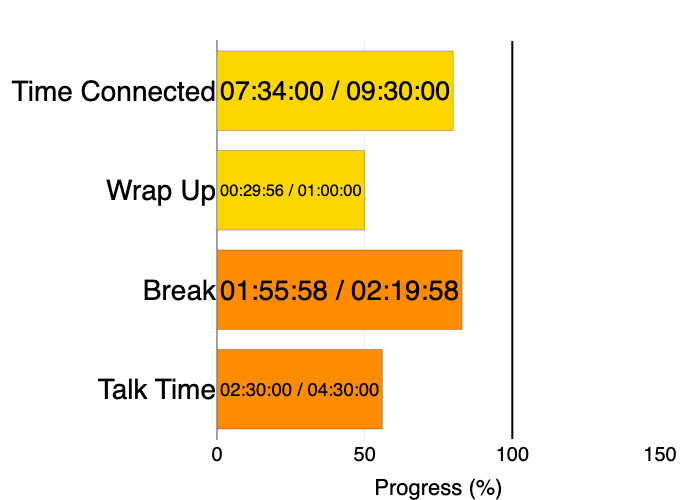 Time Connected 07:34:00 / 09:30:00
Wrap Up 00:29:56 / 01:00:00
Break 01:55:58 / 02:19:58
Talk Time 02:30:00 / 04:30:00
0 50 100 150
Progress (%)